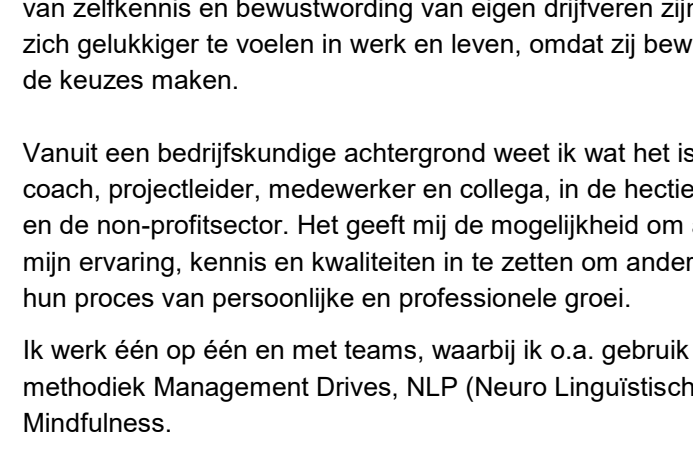 van zelfkennis en bewustwording van eigen drijfveren zijn
zich gelukkiger te voelen in werk en leven, omdat zij bew
de keuzes maken.
Vanuit een bedrijfskundige achtergrond weet ik wat het is
coach, projectleider, medewerker en collega, in de hectie
en de non-profitsector. Het geeft mij de mogelijkheid om
mijn ervaring, kennis en kwaliteiten in te zetten om ander
hun proces van persoonlijke en professionele groei.
Ik werk één op één en met teams, waarbij ik o.a. gebruik
methodiek Management Drives, NLP (Neuro Linguïstisch
Mindfulness.